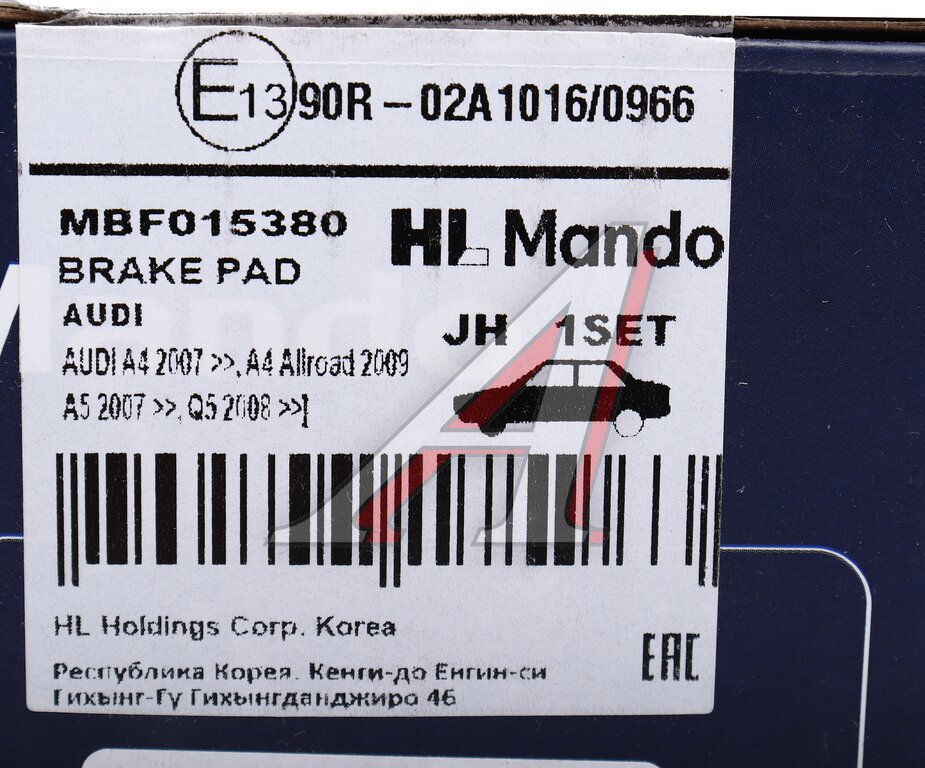 E13 90R - 02A1016/0966
MBF015380
HL Mando
BRAKE PAD
AUDI
JH 1SET
AUDI A4 2007 >>, A4 Allroad 2009
A5 2007 >>, Q5 2008 >>]
HL Holdings Corp. Korea
EAC
Республика Корея. Кенги-до Енгин-си
Гихынг-Гу Гихынгданджиро 46
Mando